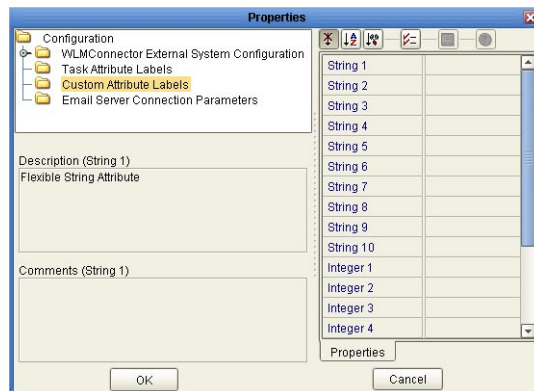 Properties
Configuration
WLMConnector External System Configuration
Task Attribute Labels
Custom Attribute Labels
Email Server Connection Parameters
Description (String 1)
Flexible String Attribute
Comments (String 1)
String 1
String 2
String 3
String 4
String 5
String 6
String 7
String 8
String 9
String 10
Integer 1
Integer 2
Integer 3
Integer 4
Properties
OK
Cancel